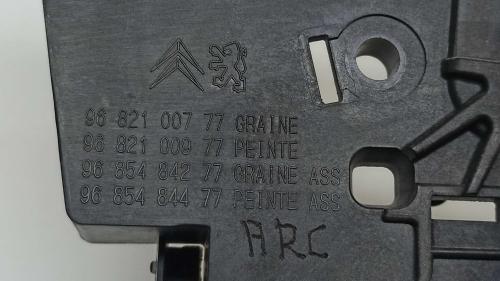 96 821 007 77 GRAINE
96 821 009 77 PEINTE
96 854 842 77 GRAINE ASS
96 854 844 77 PEINTE ASS
ARC